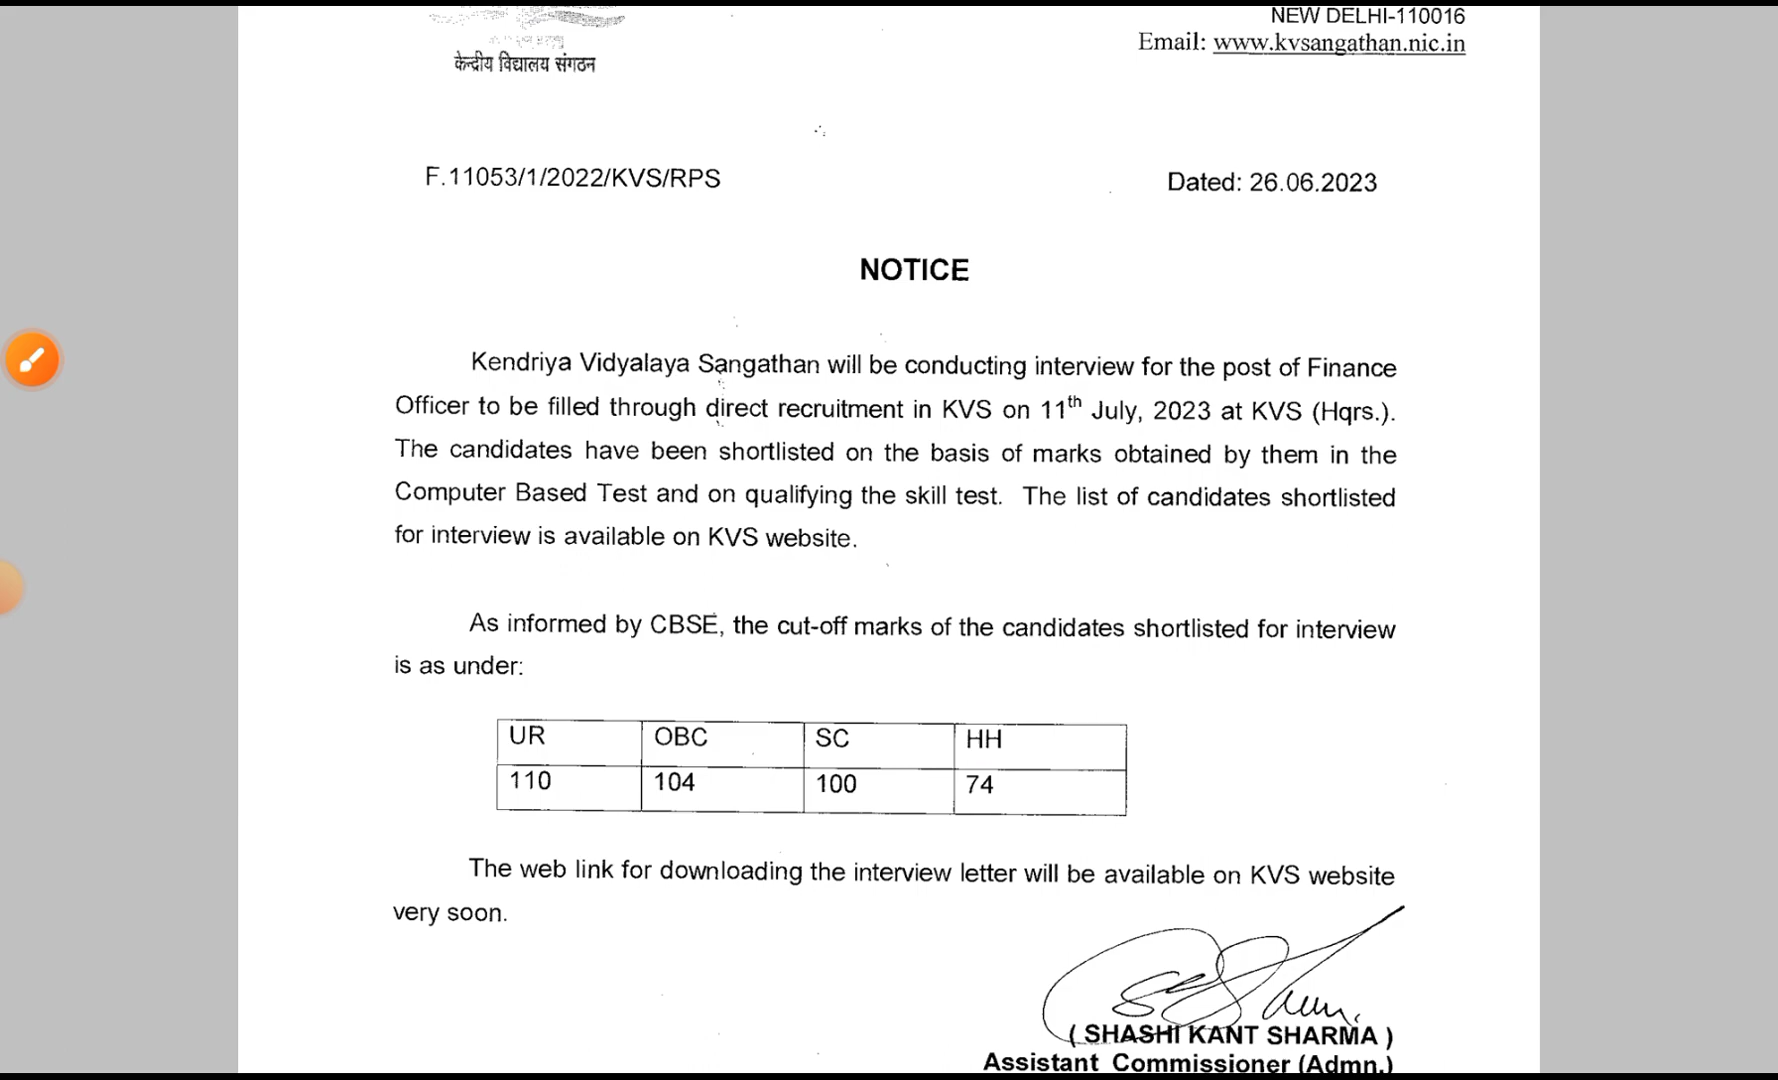 NEW DELHI-110016
Email: www.kvsangathan.nic.in
केन्द्रीय विद्यालय संगठन
F.11053/1/2022/KVS/RPS
Dated: 26.06.2023
NOTICE
Kendriya Vidyalaya Sangathan will be conducting interview for the post of Finance
Officer to be filled through direct recruitment in KVS on 11th July, 2023 at KVS (Hqrs.).
The candidates have been shortlisted on the basis of marks obtained by them in the
Computer Based Test and on qualifying the skill test. The list of candidates shortlisted
for interview is available on KVS website.
As informed by CBSE, the cut-off marks of the candidates shortlisted for interview
is as under:
UR OBC SC HH
110 104 100 74
The web link for downloading the interview letter will be available on KVS website
very soon.
( SHASHI KANT SHARMA )
Assistant Commissioner (Admn.)